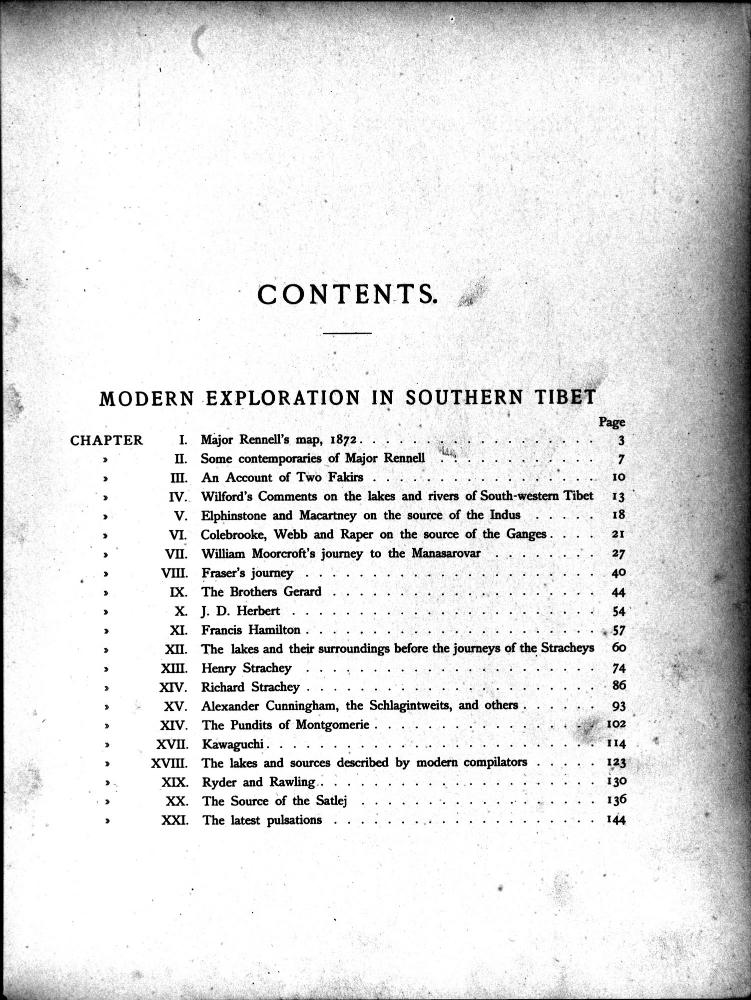 CONTENTS.
MODERN EXPLORATION IN SOUTHERN TIBET
Page
CHAPTER I. Major Rennell's map, 1872. . . . . . . . . . . . . . . . . . . 3
» II. Some contemporaries of Major Rennell . . . . . . . . . . . 7
» III. An Account of Two Fakirs . . . . . . . . . . . . . . . . . 10
» IV. Wilford's Comments on the lakes and rivers of South-western Tibet 13
» V. Elphinstone and Macartney on the source of the Indus . . . . 18
» VI. Colebrooke, Webb and Raper on the source of the Ganges. . . . 21
» VII. William Moorcroft's journey to the Manasarovar . . . . . . . . 27
» VIII. Fraser's journey . . . . . . . . . . . . . . . . . . . . . . 40
» IX. The Brothers Gerard . . . . . . . . . . . . . . . . . . . . 44
» X. J. D. Herbert . . . . . . . . . . . . . . . . . . . . . . . 54
» XI. Francis Hamilton . . . . . . . . . . . . . . . . . . . . . . 57
» XII. The lakes and their surroundings before the journeys of the Stracheys 60
» XIII. Henry Strachey . . . . . . . . . . . . . . . . . . . . . . 74
» XIV. Richard Strachey . . . . . . . . . . . . . . . . . . . . . . 86
» XV. Alexander Cunningham, the Schlagintweits, and others . . . . . . 93
» XIV. The Pundits of Montgomerie . . . . . . . . . . . . . . . . . 102
» XVII. Kawaguchi. . . . . . . . . . . . . . . . . . . . . . . . . 114
» XVIII. The lakes and sources described by modern compilators . . . . . 123
» XIX. Ryder and Rawling. . . . . . . . . . . . . . . . . . . . . 130
» XX. The Source of the Satlej . . . . . . . . . . . . . . . . . . 136
» XXI. The latest pulsations . . . . . . . . . . . . . . . . . . . . 144